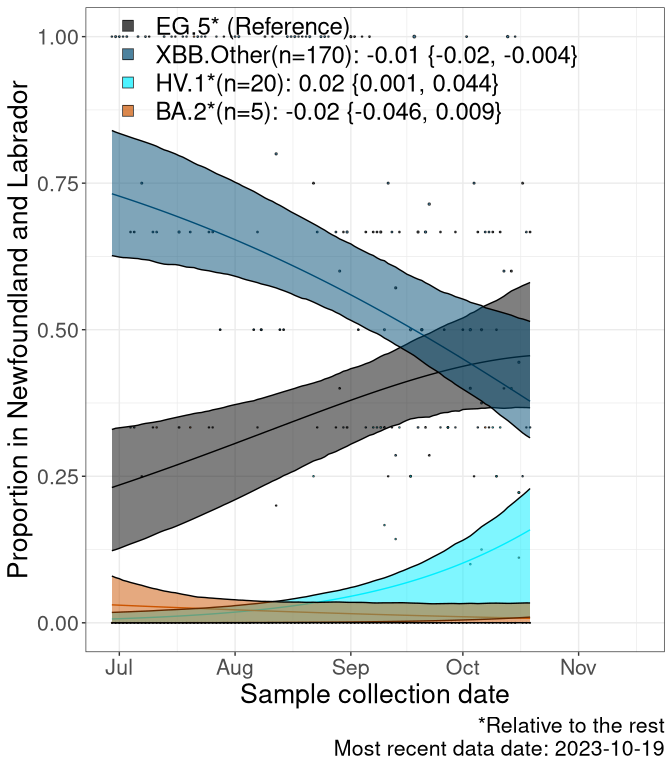 EG.5* (Reference)
XBB.Other(n=170): -0.01 {-0.02, -0.004}
HV.1*(n=20): 0.02 {0.001, 0.044}
BA.2*(n=5): -0.02 {-0.046, 0.009}
Proportion in Newfoundland and Labrador
1.00
0.75
0.50
0.25
0.00
Jul Aug Sep Oct Nov
Sample collection date
*Relative to the rest
Most recent data date: 2023-10-19